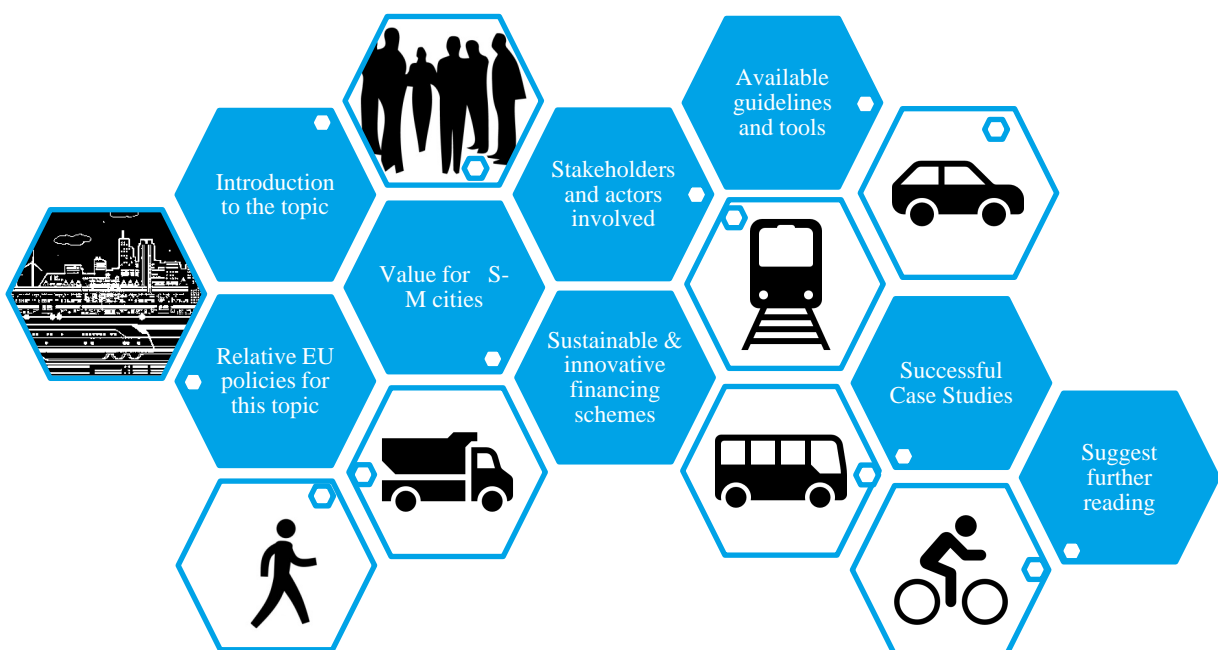 Introduction
to the topic
Relative EU
policies for
this topic
Value for S-
M cities
Stakeholders
and actors
involved
Sustainable &
innovative
financing
schemes
Available
guidelines
and tools
Successful
Case Studies
Suggest
further
reading